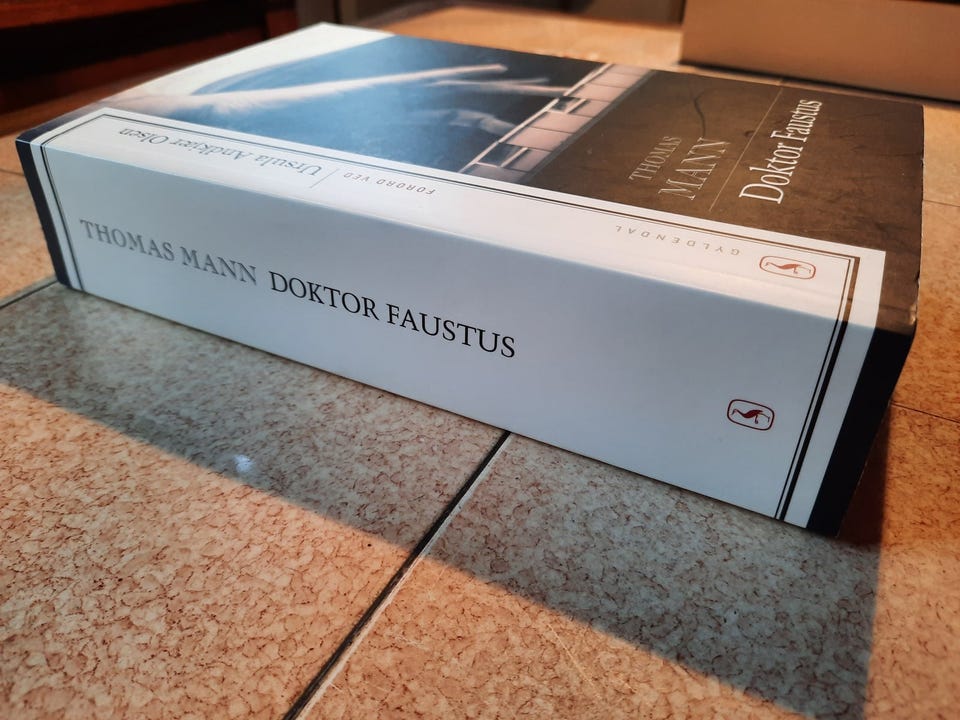 THOMAS MANN DOKTOR FAUSTUS
THOMAS
MANN
Doktor Faustus
FORORD VED
Ursula Andkjær Olsen
GYLDENDAL